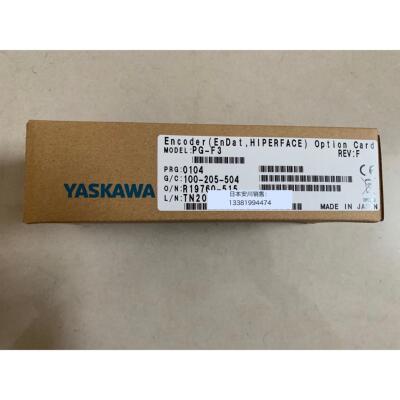 Encoder(EnDat,HIPERFACE) Option Card
MODEL:PG-F3
REV:F
PRG:0104
G/C:100-205-504
O/N:R19760-515
L/N:TN20
日本安川销售:
13381994474
MADE IN JAPAN
YASKAWA
CE